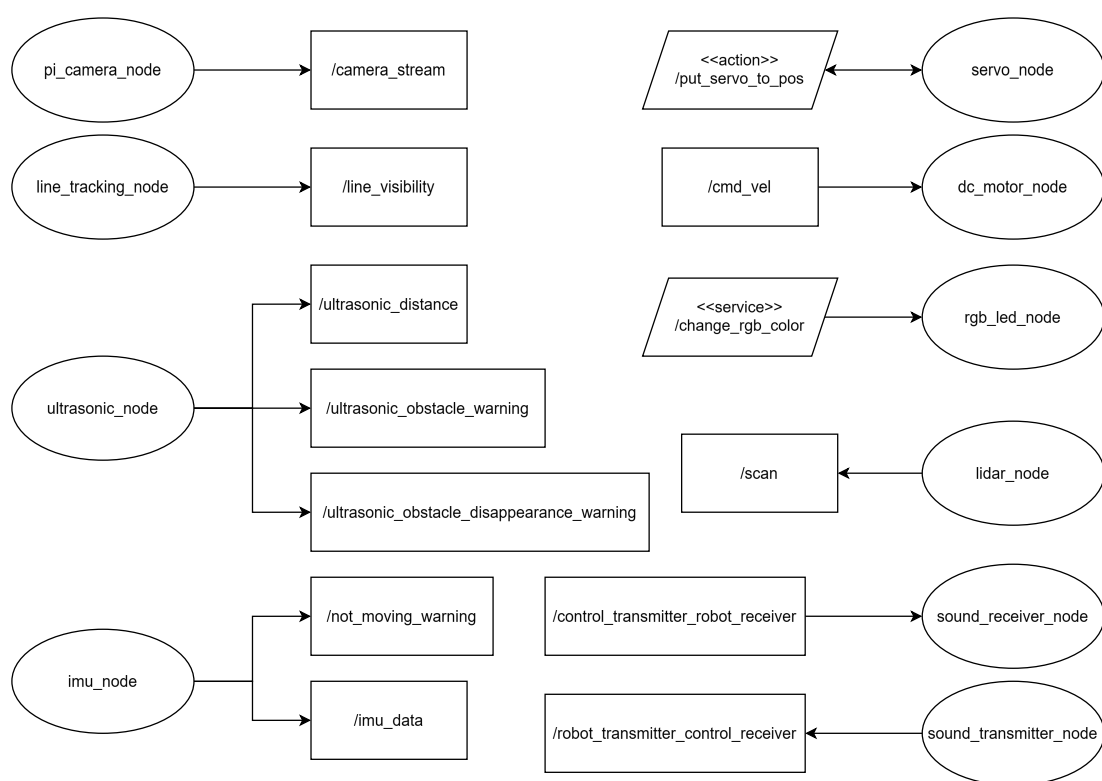 pi_camera_node
/camera_stream
<<action>>
/put_servo_to_pos
servo_node
line_tracking_node
/line_visibility
/cmd_vel
dc_motor_node
/ultrasonic_distance
<<service>>
/change_rgb_color
rgb_led_node
ultrasonic_node
/ultrasonic_obstacle_warning
/scan
lidar_node
/ultrasonic_obstacle_disappearance_warning
/not_moving_warning
/control_transmitter_robot_receiver
sound_receiver_node
imu_node
/imu_data
/robot_transmitter_control_receiver
sound_transmitter_node